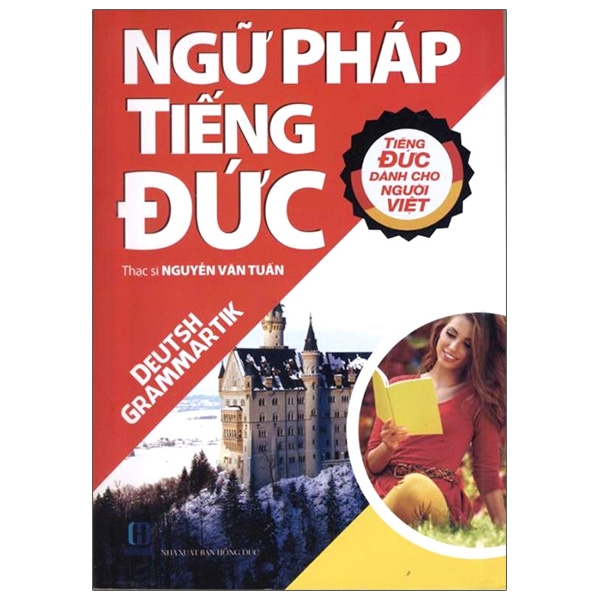 NGỮ PHÁP
TIẾNG
ĐỨC
TIẾNG
ĐỨC
DÀNH CHO
NGƯỜI
VIỆT
Thạc sĩ NGUYỄN VĂN TUẤN
DEUTSH
GRAMMARTIK
NHÀ XUẤT BẢN HỒNG ĐỨC